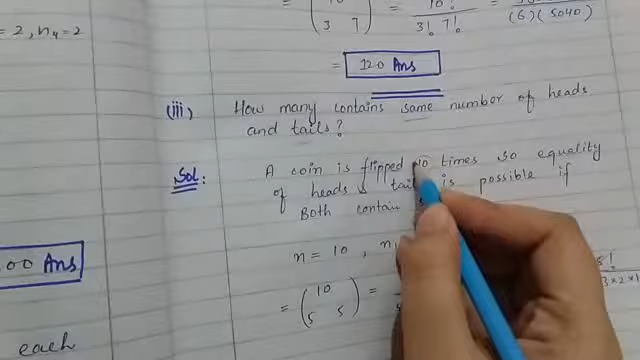 = 2, n4 = 2
= ( 3 7 ) = 10! / 3! 7! = (6) (5040)
= 120 Ans
(iii) How many contains same number of heads
and tails?
Sol: A coin is flipped 10 times so equality
of heads & tail is possible if
Both contain
n = 10, n1
= ( 10 5 5 ) =
00 Ans
each